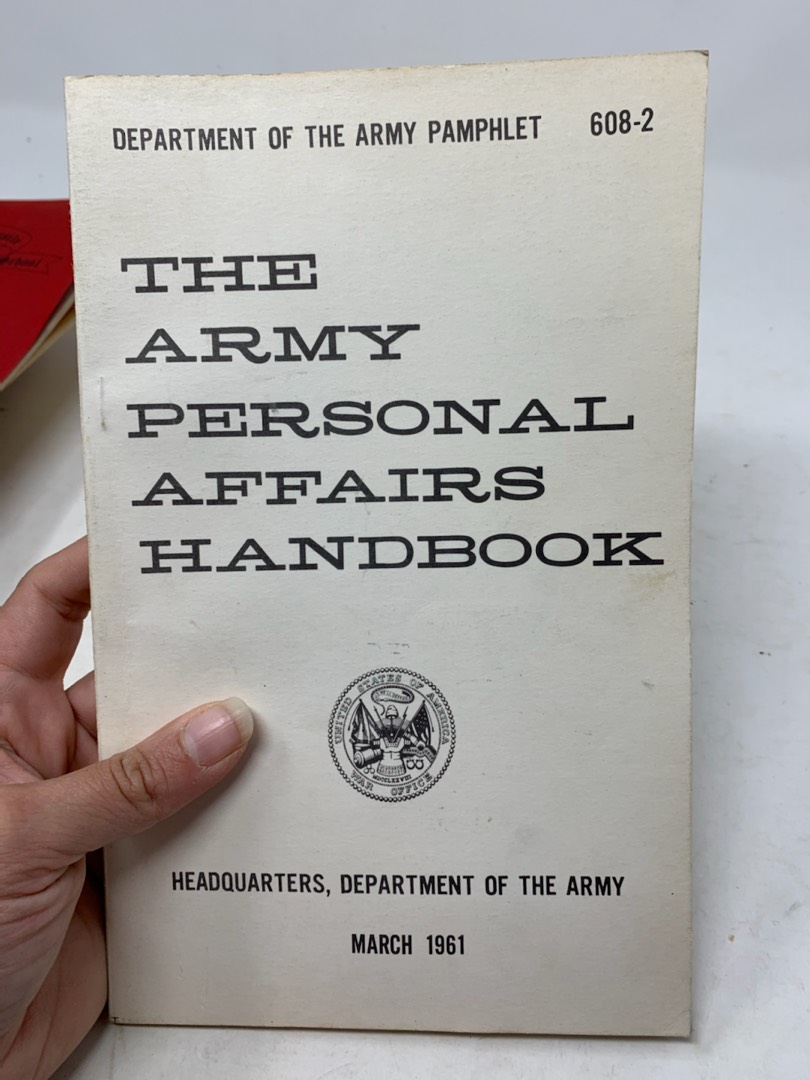 DEPARTMENT OF THE ARMY PAMPHLET 608-2
THE
ARMY
PERSONAL
AFFAIRS
HANDBOOK
UNITED STATES OF AMERICA
WAR OFFICE
MDCCLXXVIII
HEADQUARTERS, DEPARTMENT OF THE ARMY
MARCH 1961